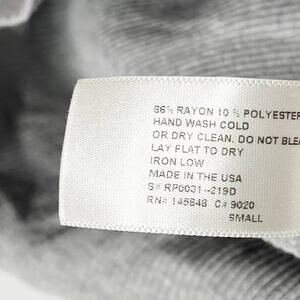 86% RAYON 10 % POLYESTER
HAND WASH COLD
OR DRY CLEAN. DO NOT BLEA
LAY FLAT TO DRY
IRON LOW
MADE IN THE USA
S# RP0031--219D
RN# 145848 C# 9020
SMALL